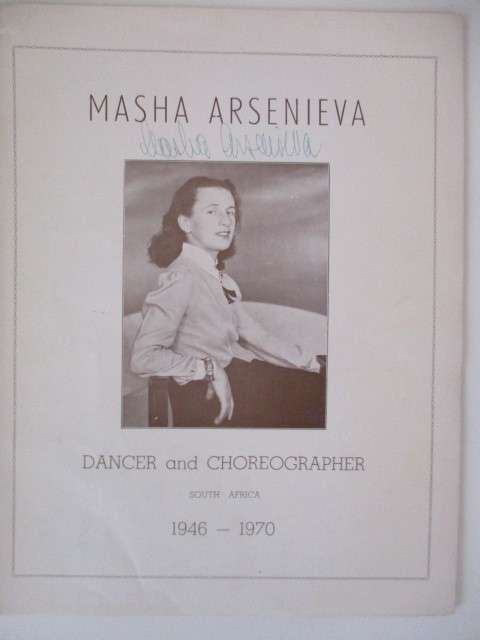 MASHA ARSENIEVA
Masha Arsenieva
DANCER and CHOREOGRAPHER
SOUTH AFRICA
1946 — 1970